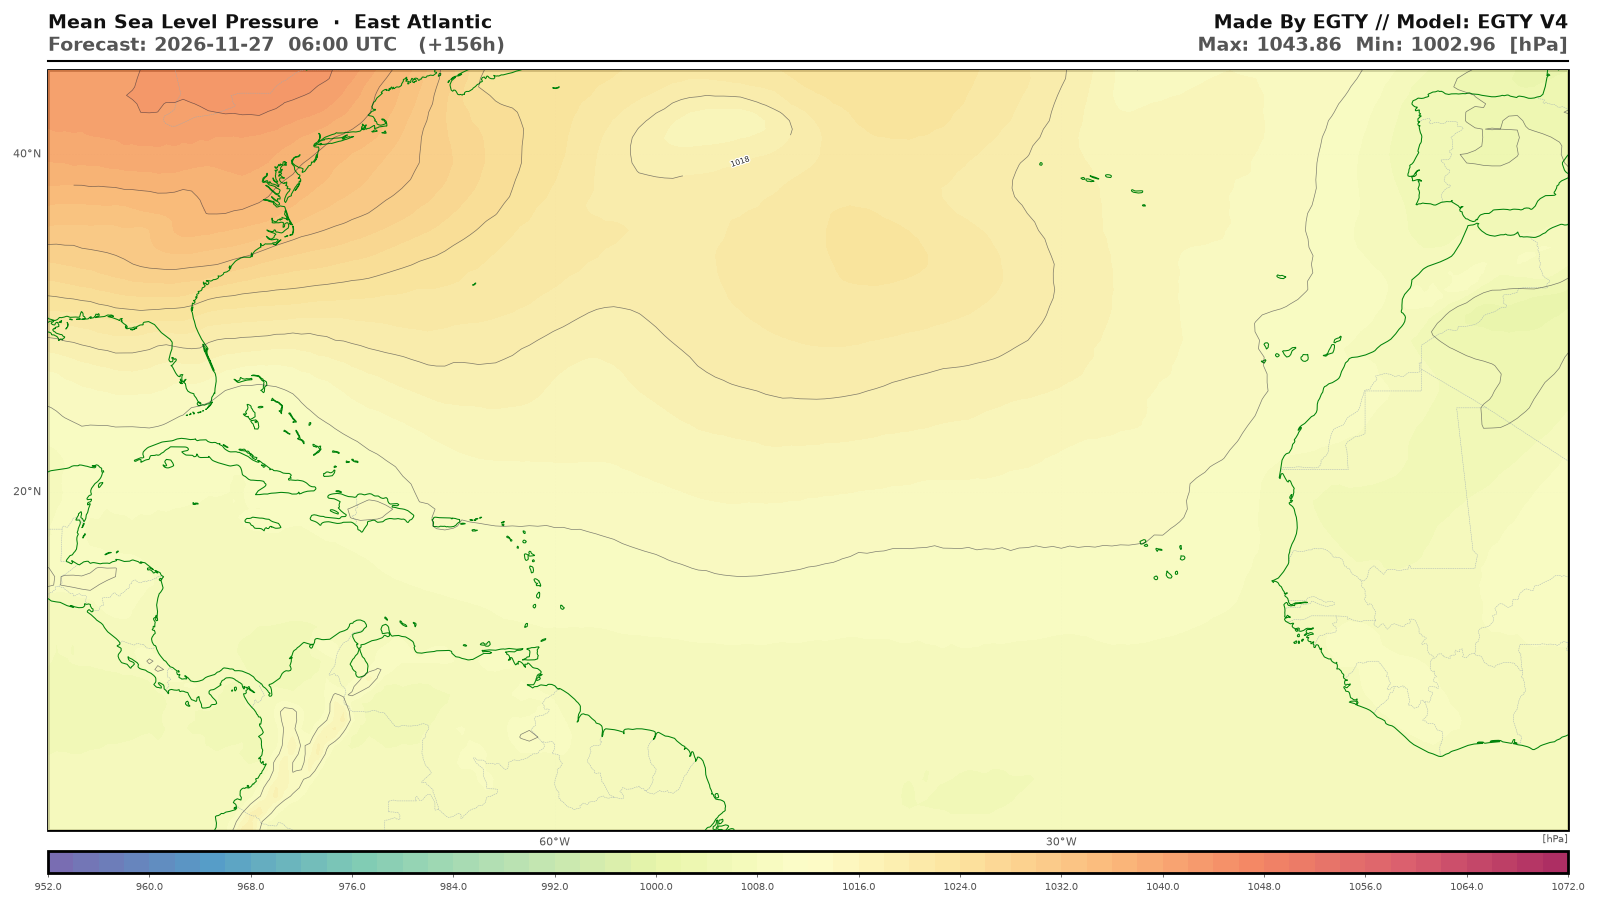 Mean Sea Level Pressure · East Atlantic
Made By EGTY // Model: EGTY V4
Forecast: 2026-11-27 06:00 UTC (+156h)
Max: 1043.86 Min: 1002.96 [hPa]
40°N
1018
20°N
60°W
30°W
[hPa]
952.0 960.0 968.0 976.0 984.0 992.0 1000.0 1008.0 1016.0 1024.0 1032.0 1040.0 1048.0 1056.0 1064.0 1072.0